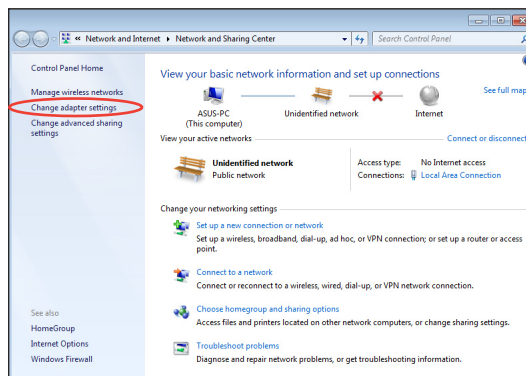 « Network and Internet ▸ Network and Sharing Center
Search Control Panel
Control Panel Home
Manage wireless networks
Change adapter settings
Change advanced sharing
settings
See also
HomeGroup
Internet Options
Windows Firewall
View your basic network information and set up connections
See full map
ASUS-PC
(This computer)
Unidentified network
Internet
View your active networks
Connect or disconnect
Unidentified network
Public network
Access type:
No Internet access
Connections:
Local Area Connection
Change your networking settings
Set up a new connection or network
Set up a wireless, broadband, dial-up, ad hoc, or VPN connection; or set up a router or access
point.
Connect to a network
Connect or reconnect to a wireless, wired, dial-up, or VPN network connection.
Choose homegroup and sharing options
Access files and printers located on other network computers, or change sharing settings.
Troubleshoot problems
Diagnose and repair network problems, or get troubleshooting information.